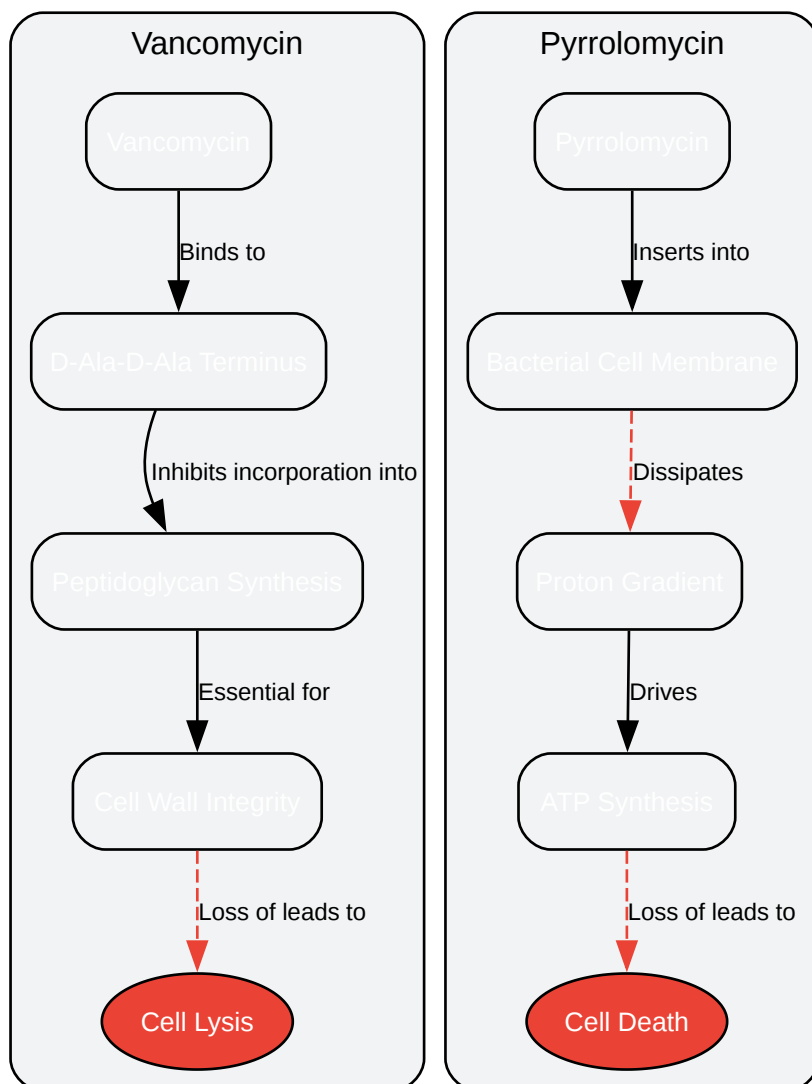 Vancomycin
Vancomycin
Binds to
D-Ala-D-Ala Terminus
Inhibits incorporation into
Peptidoglycan Synthesis
Essential for
Cell Wall Integrity
Loss of leads to
Cell Lysis
Pyrrolomycin
Pyrrolomycin
Inserts into
Bacterial Cell Membrane
Dissipates
Proton Gradient
Drives
ATP Synthesis
Loss of leads to
Cell Death